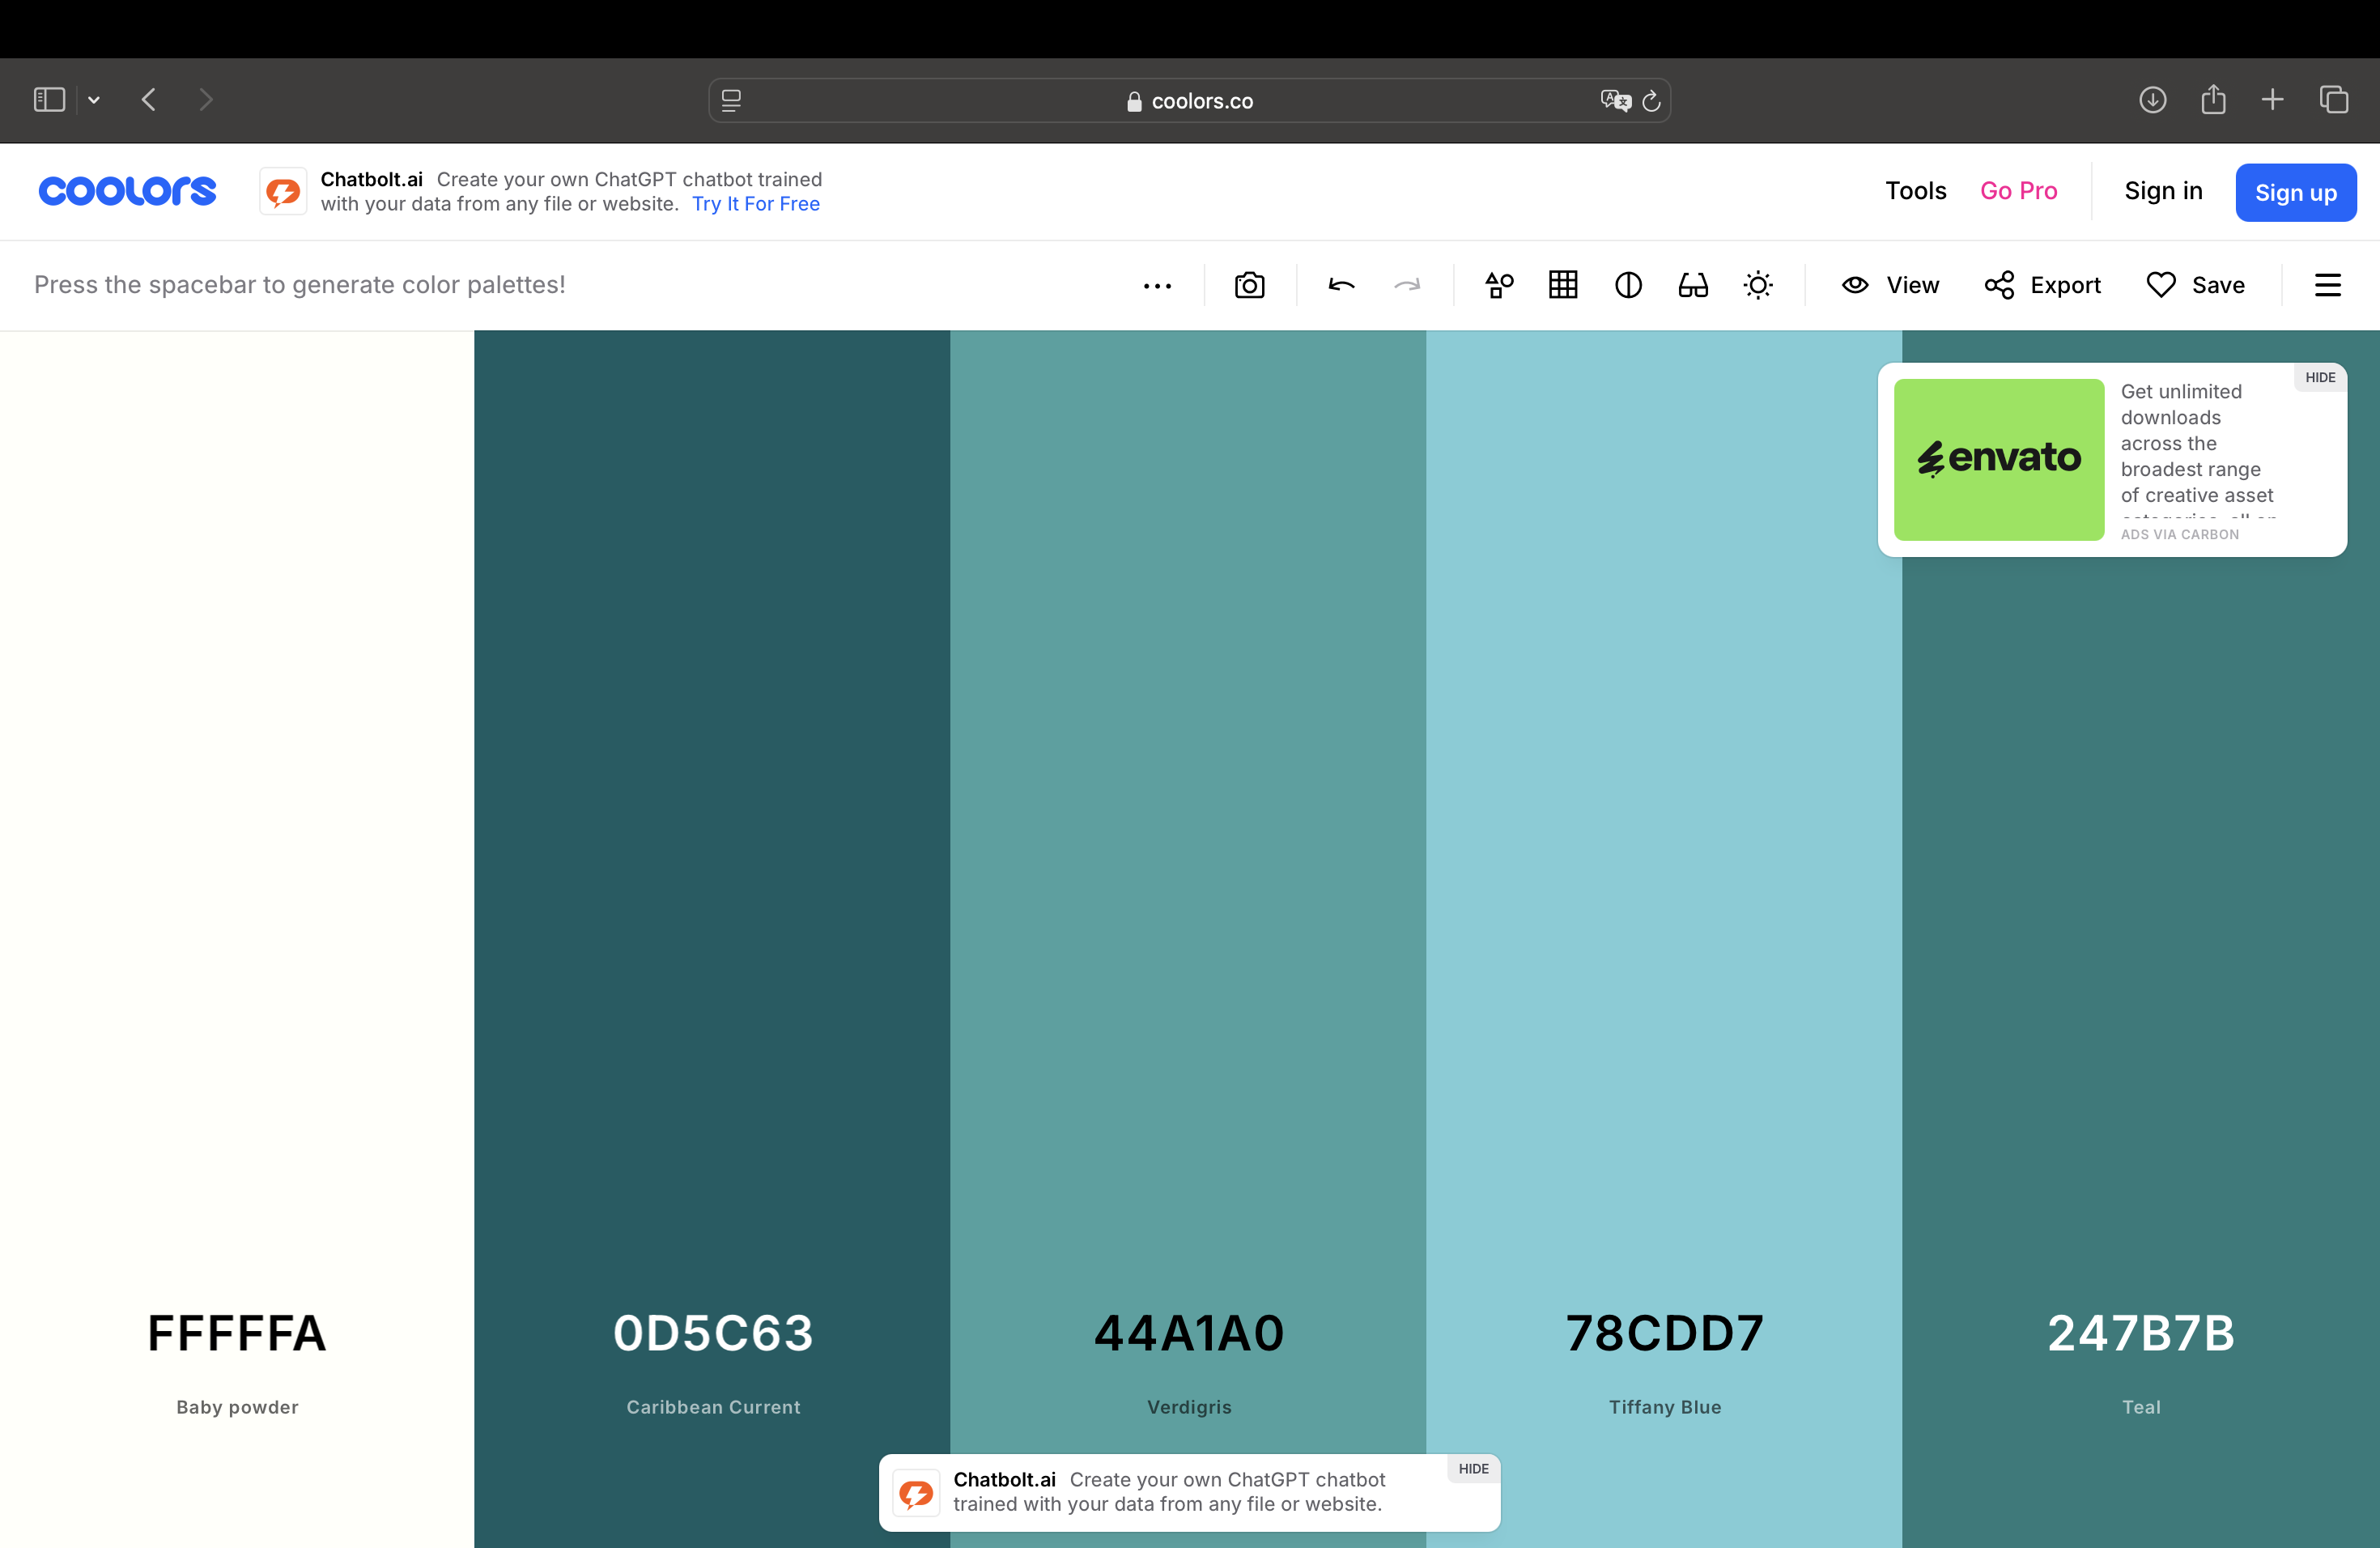 coolors.co
coolors
Chatbolt.ai Create your own ChatGPT chatbot trained
with your data from any file or website. Try It For Free
Tools Go Pro Sign in Sign up
Press the spacebar to generate color palettes!
View Export Save
HIDE
envato
Get unlimited
downloads
across the
broadest range
of creative asset
ADS VIA CARBON
FFFFFA
Baby powder
0D5C63
Caribbean Current
44A1A0
Verdigris
78CDD7
Tiffany Blue
247B7B
Teal
Chatbolt.ai Create your own ChatGPT chatbot
trained with your data from any file or website.
HIDE